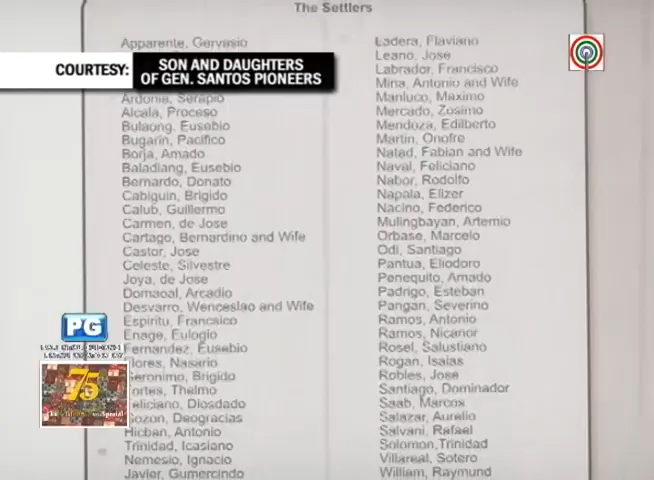 The Settlers
Apparente, Gervasio
COURTESY:
SON AND DAUGHTERS
OF GEN. SANTOS PIONEERS
Ardonia, Serapio
Alcala, Proceso
Bulaong, Eusebio
Bugarin, Pacifico
Borja, Amado
Baladiang, Eusebio
Bernardo, Donato
Cabiguin, Brigido
Calub, Guillermo
Carmen, de Jose
Cartago, Bernardino and Wife
Castor, Jose
Celeste, Silvestre
Joya, de Jose
Domaoal, Arcadio
Desvarro, Wenceslao and Wife
Espiritu, Francsico
Enage, Eulogio
Fernandez, Eusebio
Flores, Nasario
Geronimo, Brigido
Thelmo
Diosdado
Deogracias
Hicban, Antonio
Trinidad, Icasiano
Nemesio, Ignacio
Javier, Gumercindo
Ladera, Flaviano
Leano, Jose
Labrador, Francisco
Mina, Antonio and Wife
Manluco, Maximo
Mercado, Zosimo
Mendoza, Edilberto
Martin, Onofre
Natad, Fabian and Wife
Naval, Feliciano
Nabor, Rodolfo
Napala, Elizer
Nacino, Federico
Mulingbayan, Artemio
Orbase, Marcelo
Odi, Santiago
Pantua, Eliodoro
Penequito, Amado
Padrigo, Esteban
Pangan, Severino
Ramos, Antonio
Ramos, Nicanor
Rosel, Salustiano
Rogan, Isaias
Robles, Jose
Santiago, Dominador
Saab, Marcos
Salazar, Aurelio
Salvani, Rafael
Solomon,Trinidad
Villareal, Sotero
William, Raymund
PG
75